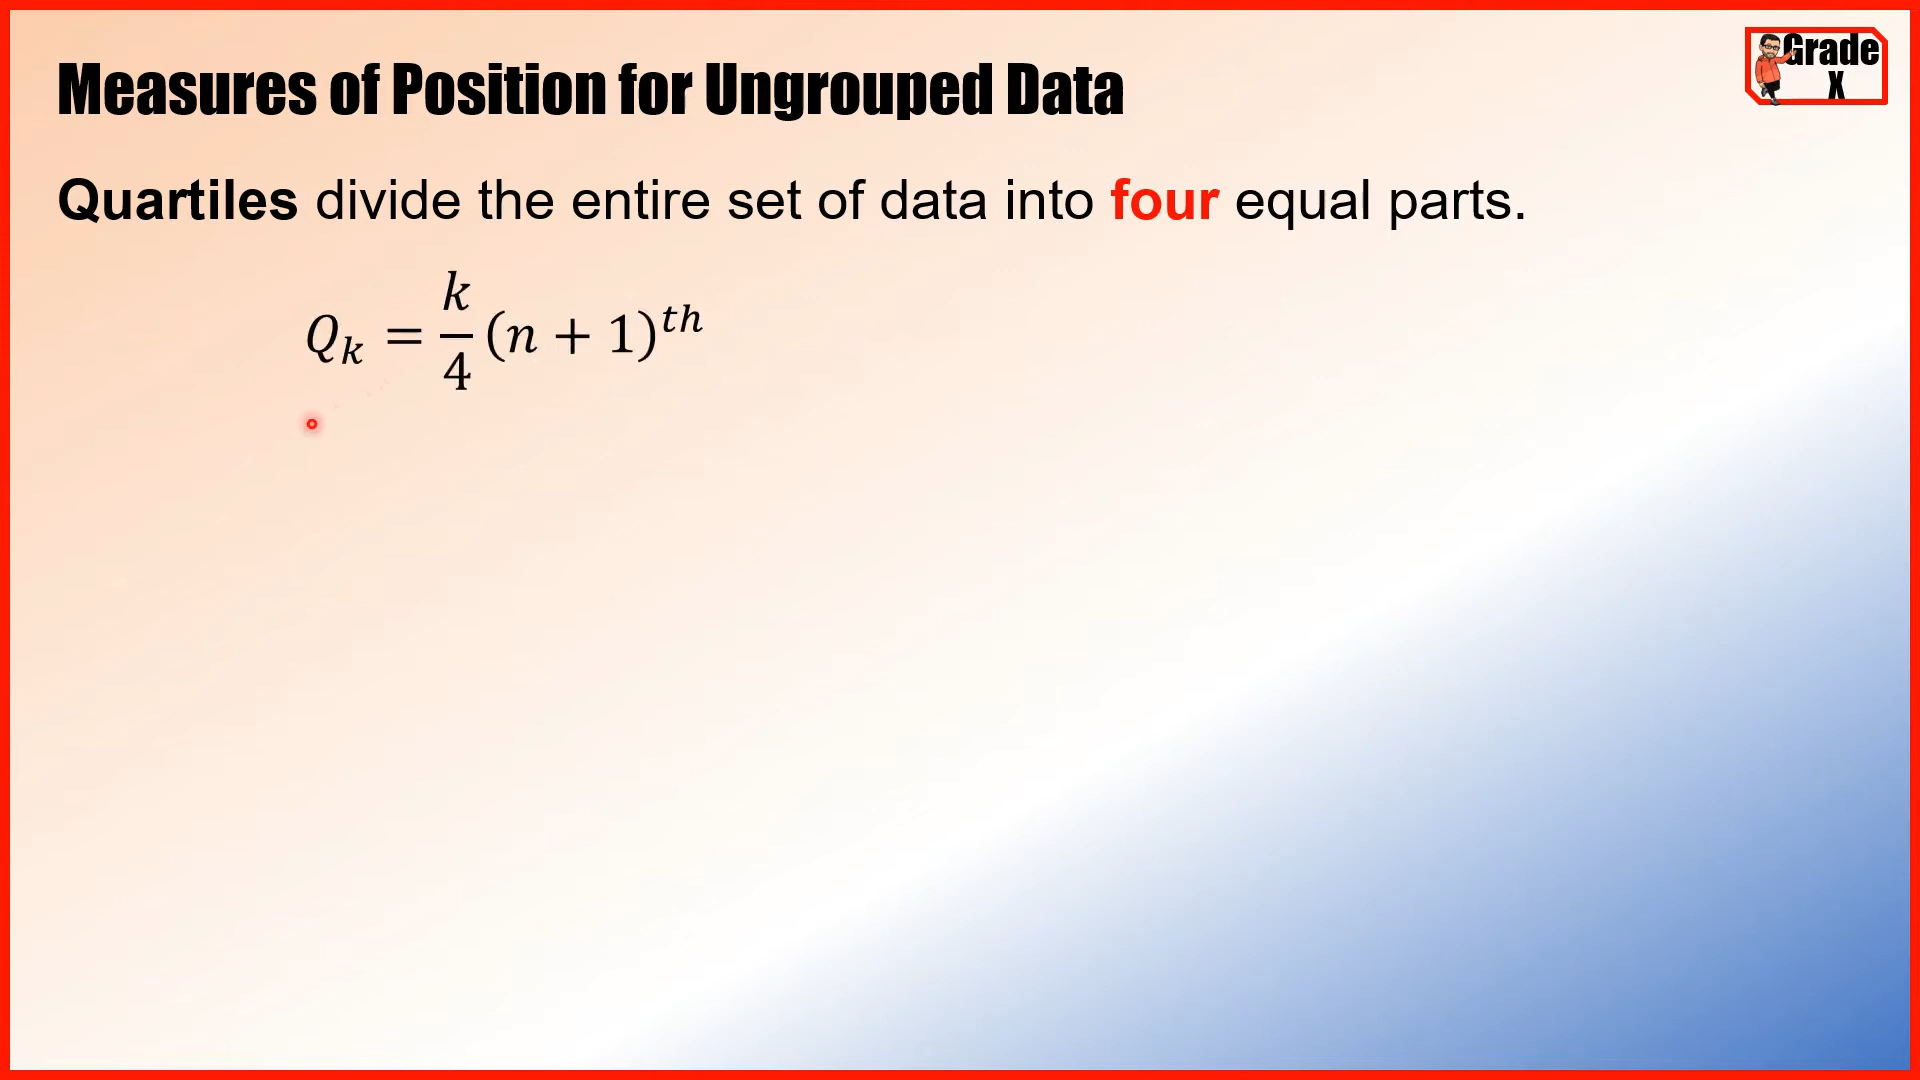 Measures of Position for Ungrouped Data
Grade
X
Quartiles divide the entire set of data into four equal parts.
Q_k = k/4 (n + 1)^{th}